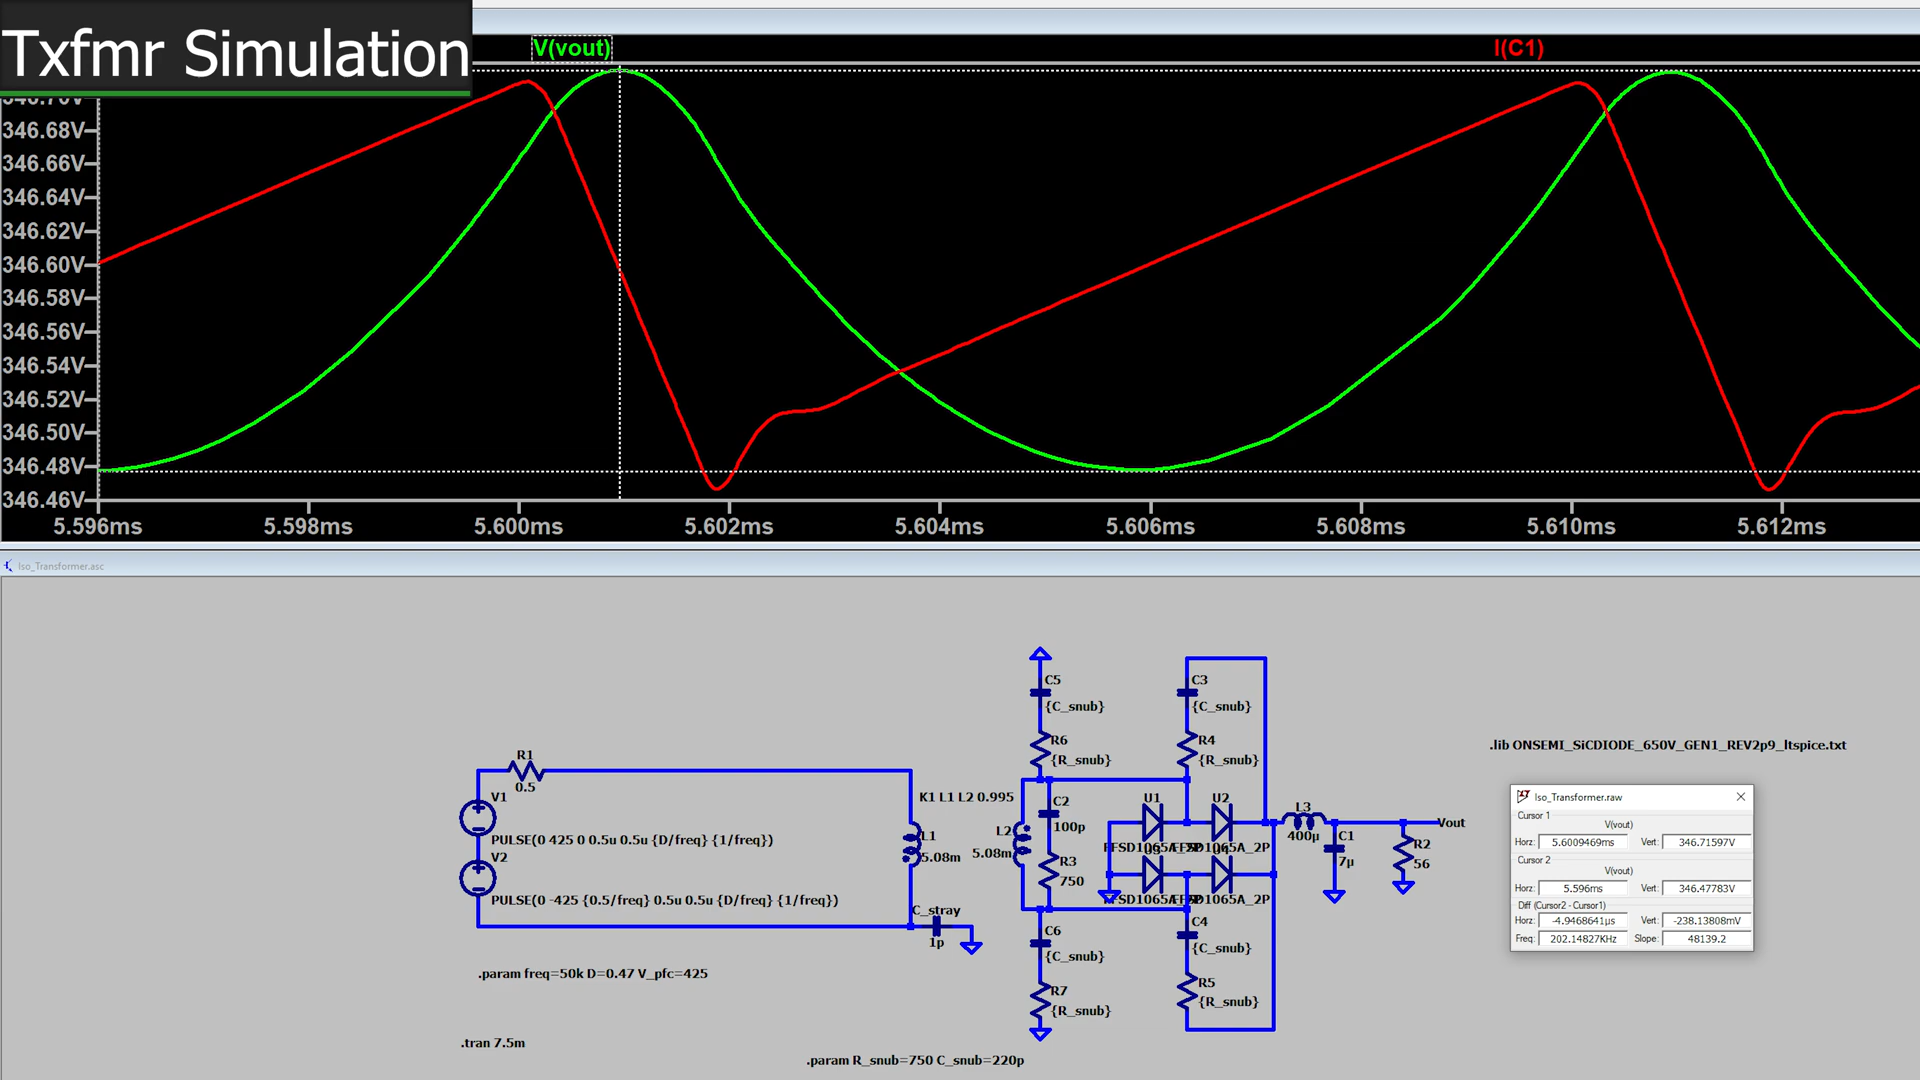 Txfmr Simulation
V(vout)
I(C1)
346.68V
346.66V
346.64V
346.62V
346.60V
346.58V
346.56V
346.54V
346.52V
346.50V
346.48V
346.46V
5.596ms 5.598ms 5.600ms 5.602ms 5.604ms 5.606ms 5.608ms 5.610ms 5.612ms
Iso_Transformer.asc
C5
{C_snub}
C3
{C_snub}
R6
{R_snub}
R4
{R_snub}
.lib ONSEMI_SiCDIODE_650V_GEN1_REV2p9_ltspice.txt
R1
0.5
V1
PULSE(0 425 0 0.5u 0.5u {D/freq} {1/freq})
V2
PULSE(0 -425 {0.5/freq} 0.5u 0.5u {D/freq} {1/freq})
K1 L1 L2 0.995
L1
5.08m
L2
5.08m
C2
100p
R3
750
U1
U2
L3
400µ
Vout
C1
7µ
R2
56
C_stray
1p
C6
{C_snub}
C4
{C_snub}
R7
{R_snub}
R5
{R_snub}
.param freq=50k D=0.47 V_pfc=425
.tran 7.5m
.param R_snub=750 C_snub=220p
Iso_Transformer.raw
Cursor 1
V(vout)
Horz: 5.6009469ms Vert: 346.71597V
Cursor 2
V(vout)
Horz: 5.596ms Vert: 346.47783V
Diff (Cursor2 - Cursor1)
Horz: -4.9468641µs Vert: -238.13808mV
Freq: 202.14827KHz Slope: 48139.2